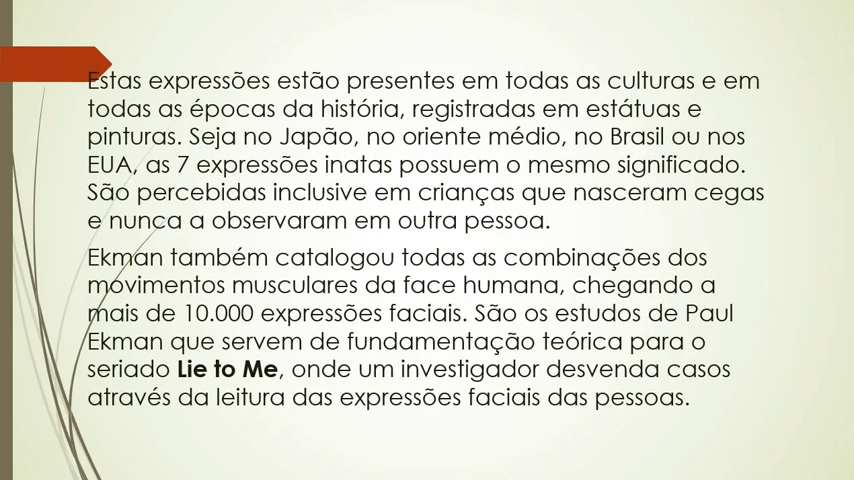 Estas expressões estão presentes em todas as culturas e em
todas as épocas da história, registradas em estátuas e
pinturas. Seja no Japão, no oriente médio, no Brasil ou nos
EUA, as 7 expressões inatas possuem o mesmo significado.
São percebidas inclusive em crianças que nasceram cegas
e nunca a observaram em outra pessoa.
Ekman também catalogou todas as combinações dos
movimentos musculares da face humana, chegando a
mais de 10.000 expressões faciais. São os estudos de Paul
Ekman que servem de fundamentação teórica para o
seriado Lie to Me, onde um investigador desvenda casos
através da leitura das expressões faciais das pessoas.